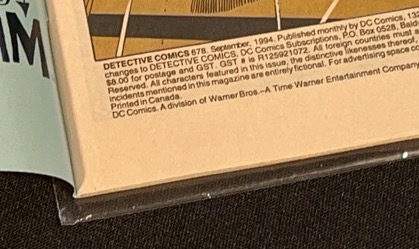 IM
DETECTIVE COMICS 678, September, 1994. Published monthly by DC Comics,
changes to DETECTIVE COMICS, DC Comics Subscriptions, P.O. Box 0528, Bald
$8.00 for postage and GST. GST # is R125921072. All foreign countries must
Reserved. All characters featured in this issue, the distinctive likenesses thereof,
incidents mentioned in this magazine are entirely fictional. For advertising space
Printed in Canada.
DC Comics. A division of Warner Bros.–A Time Warner Entertainment Company